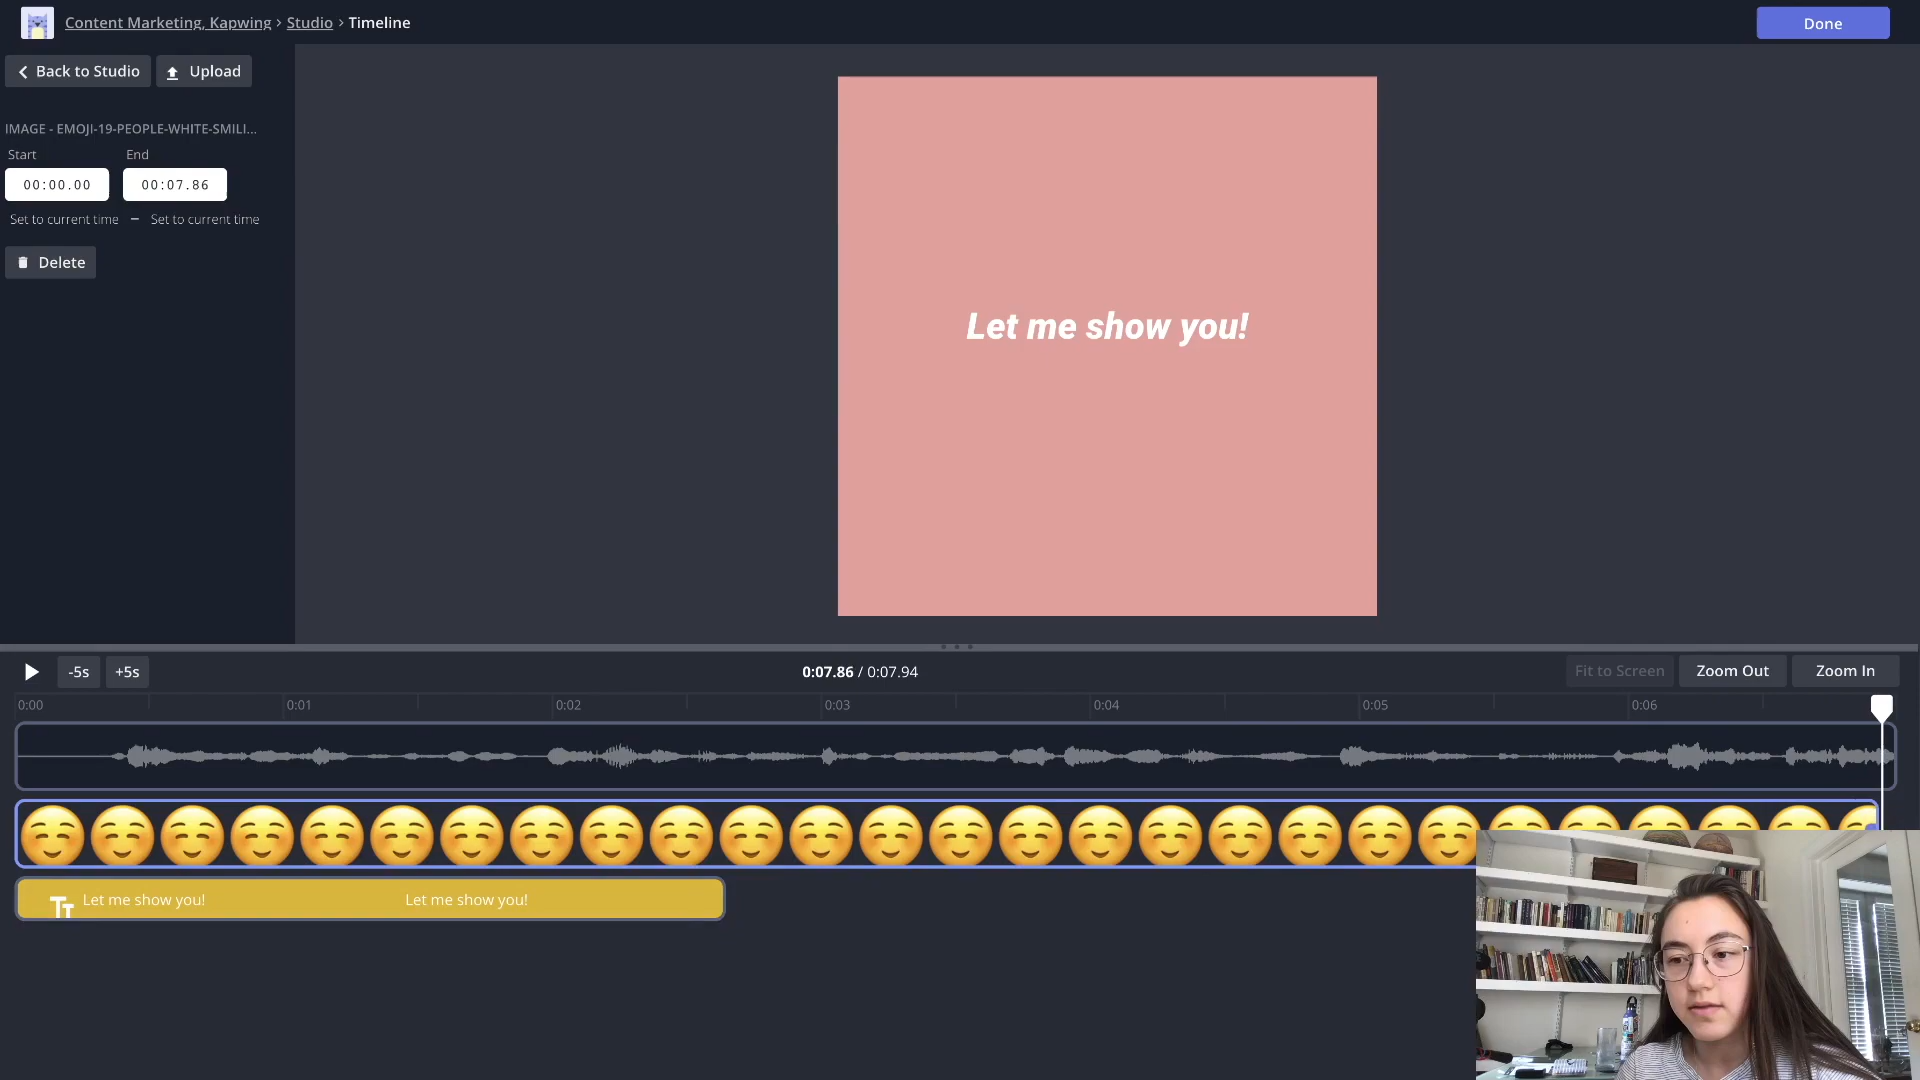 Content Marketing, Kapwing › Studio › Timeline
Done
Back to Studio
Upload
IMAGE - EMOJI-19-PEOPLE-WHITE-SMILI...
Start
End
00:00.00
00:07.86
Set to current time – Set to current time
Delete
Let me show you!
-5s
+5s
0:07.86 / 0:07.94
Fit to Screen
Zoom Out
Zoom In
0:00
0:01
0:02
0:03
0:04
0:05
0:06
Let me show you!
Let me show you!